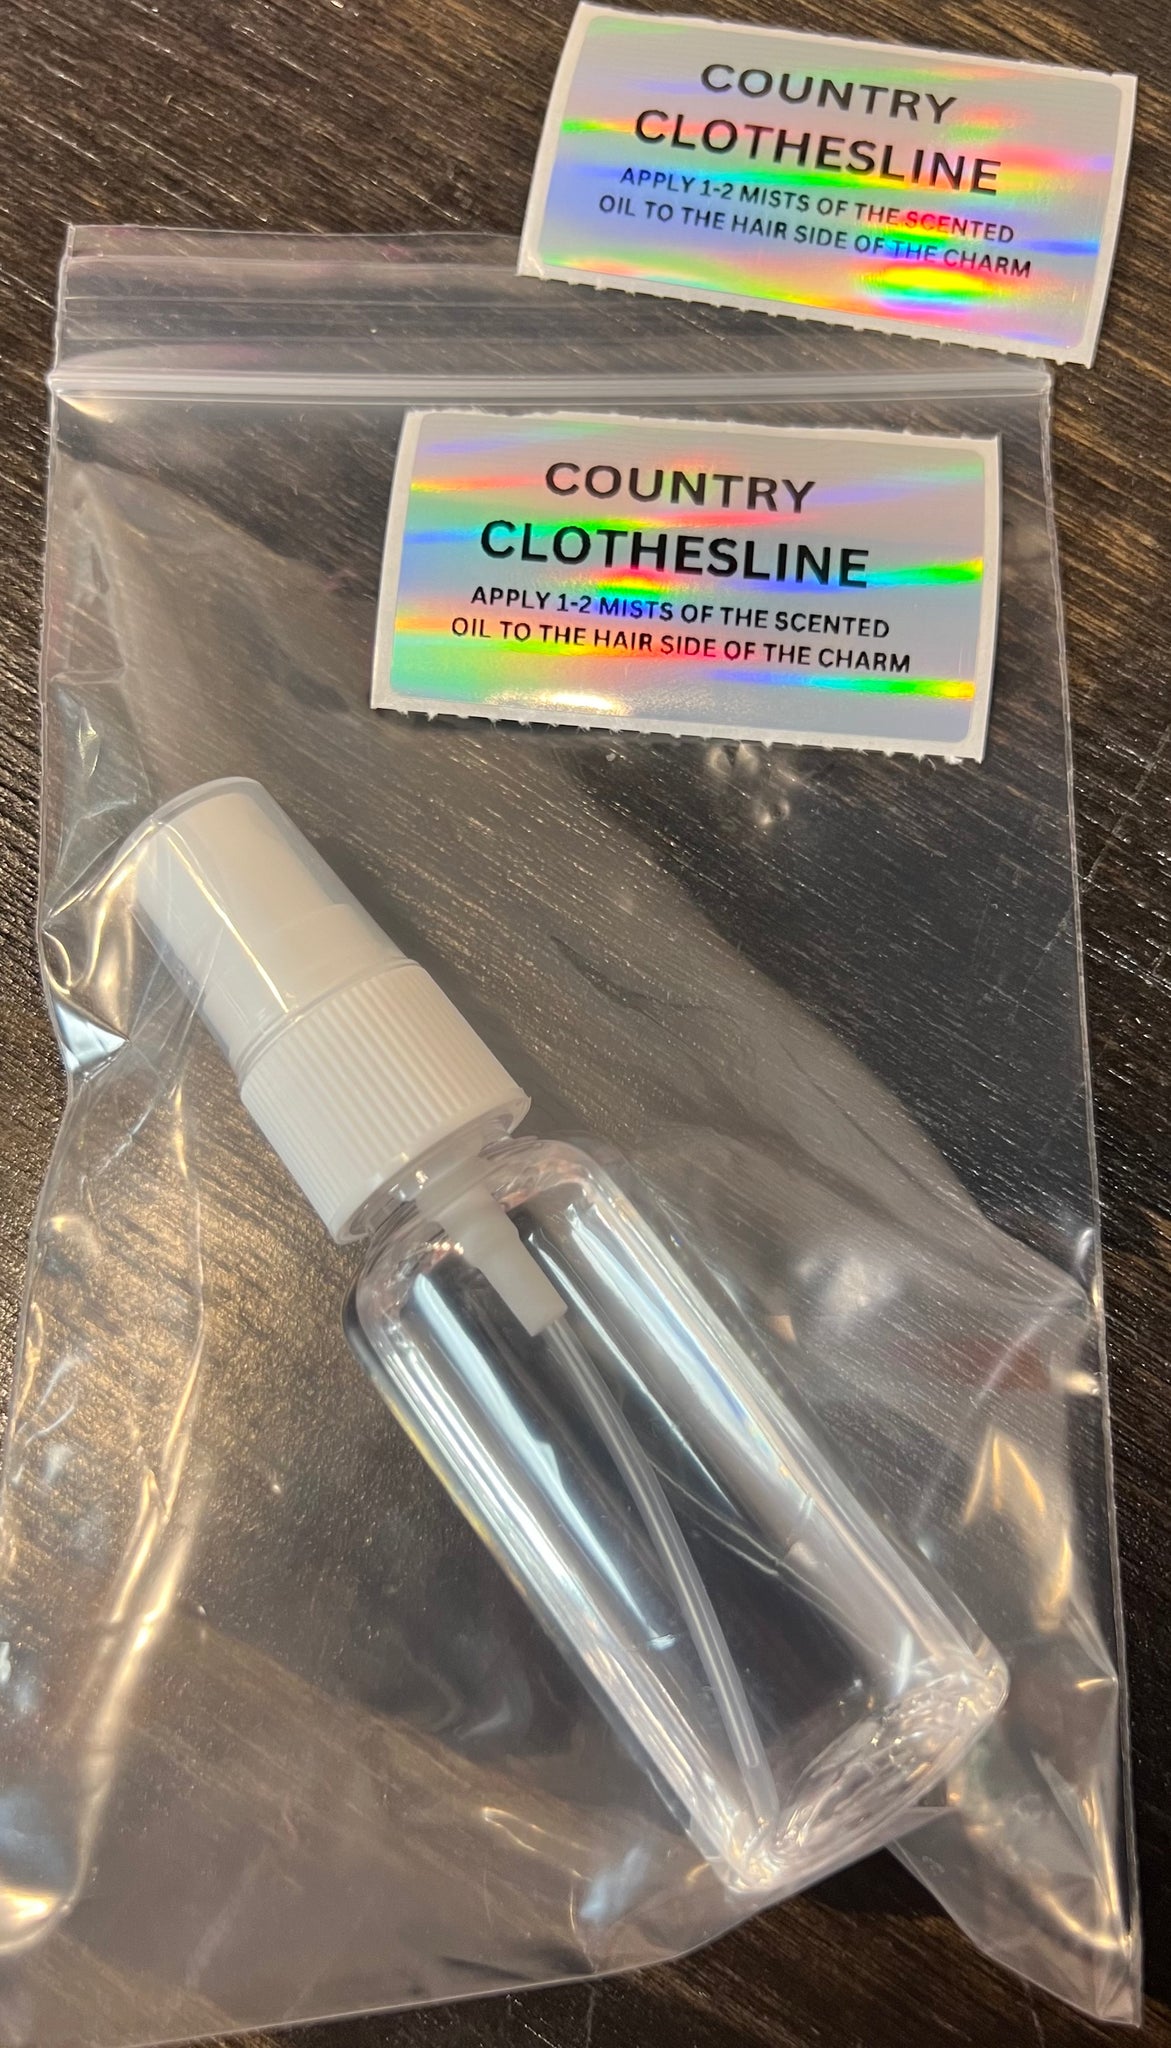 COUNTRY
CLOTHESLINE
APPLY 1-2 MISTS OF THE SCENTED
OIL TO THE HAIR SIDE OF THE CHARM
COUNTRY
CLOTHESLINE
APPLY 1-2 MISTS OF THE SCENTED
OIL TO THE HAIR SIDE OF THE CHARM